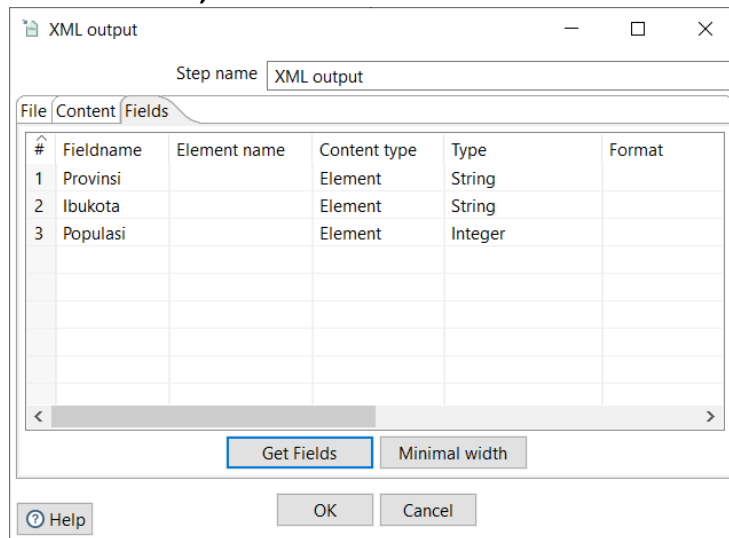 XML output
Step name XML output
File Content Fields
# Fieldname Element name Content type Type Format
1 Provinsi Element String
2 Ibukota Element String
3 Populasi Element Integer
Get Fields Minimal width
OK Cancel
Help